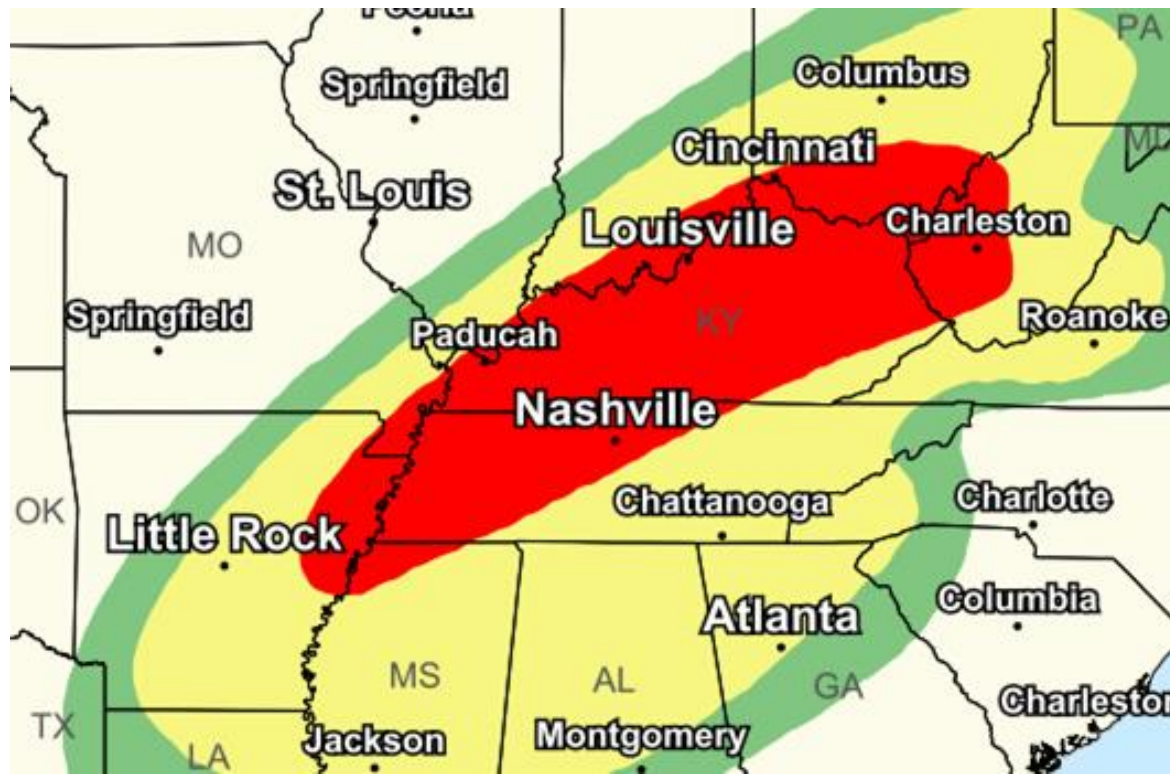 Peoria
PA
Columbus
Springfield
MD
Cincinnati
St. Louis
Louisville
Charleston
MO
Springfield
KY
Roanoke
Paducah
Nashville
Chattanooga
Charlotte
OK
Little Rock
Columbia
Atlanta
MS
AL
GA
Charleston
TX
Jackson
Montgomery
LA